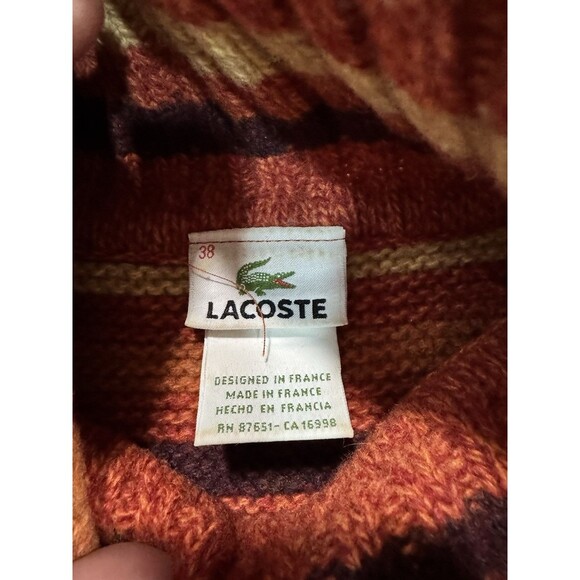 38
LACOSTE
DESIGNED IN FRANCE
MADE IN FRANCE
HECHO EN FRANCIA
RN 87651-CA 16998